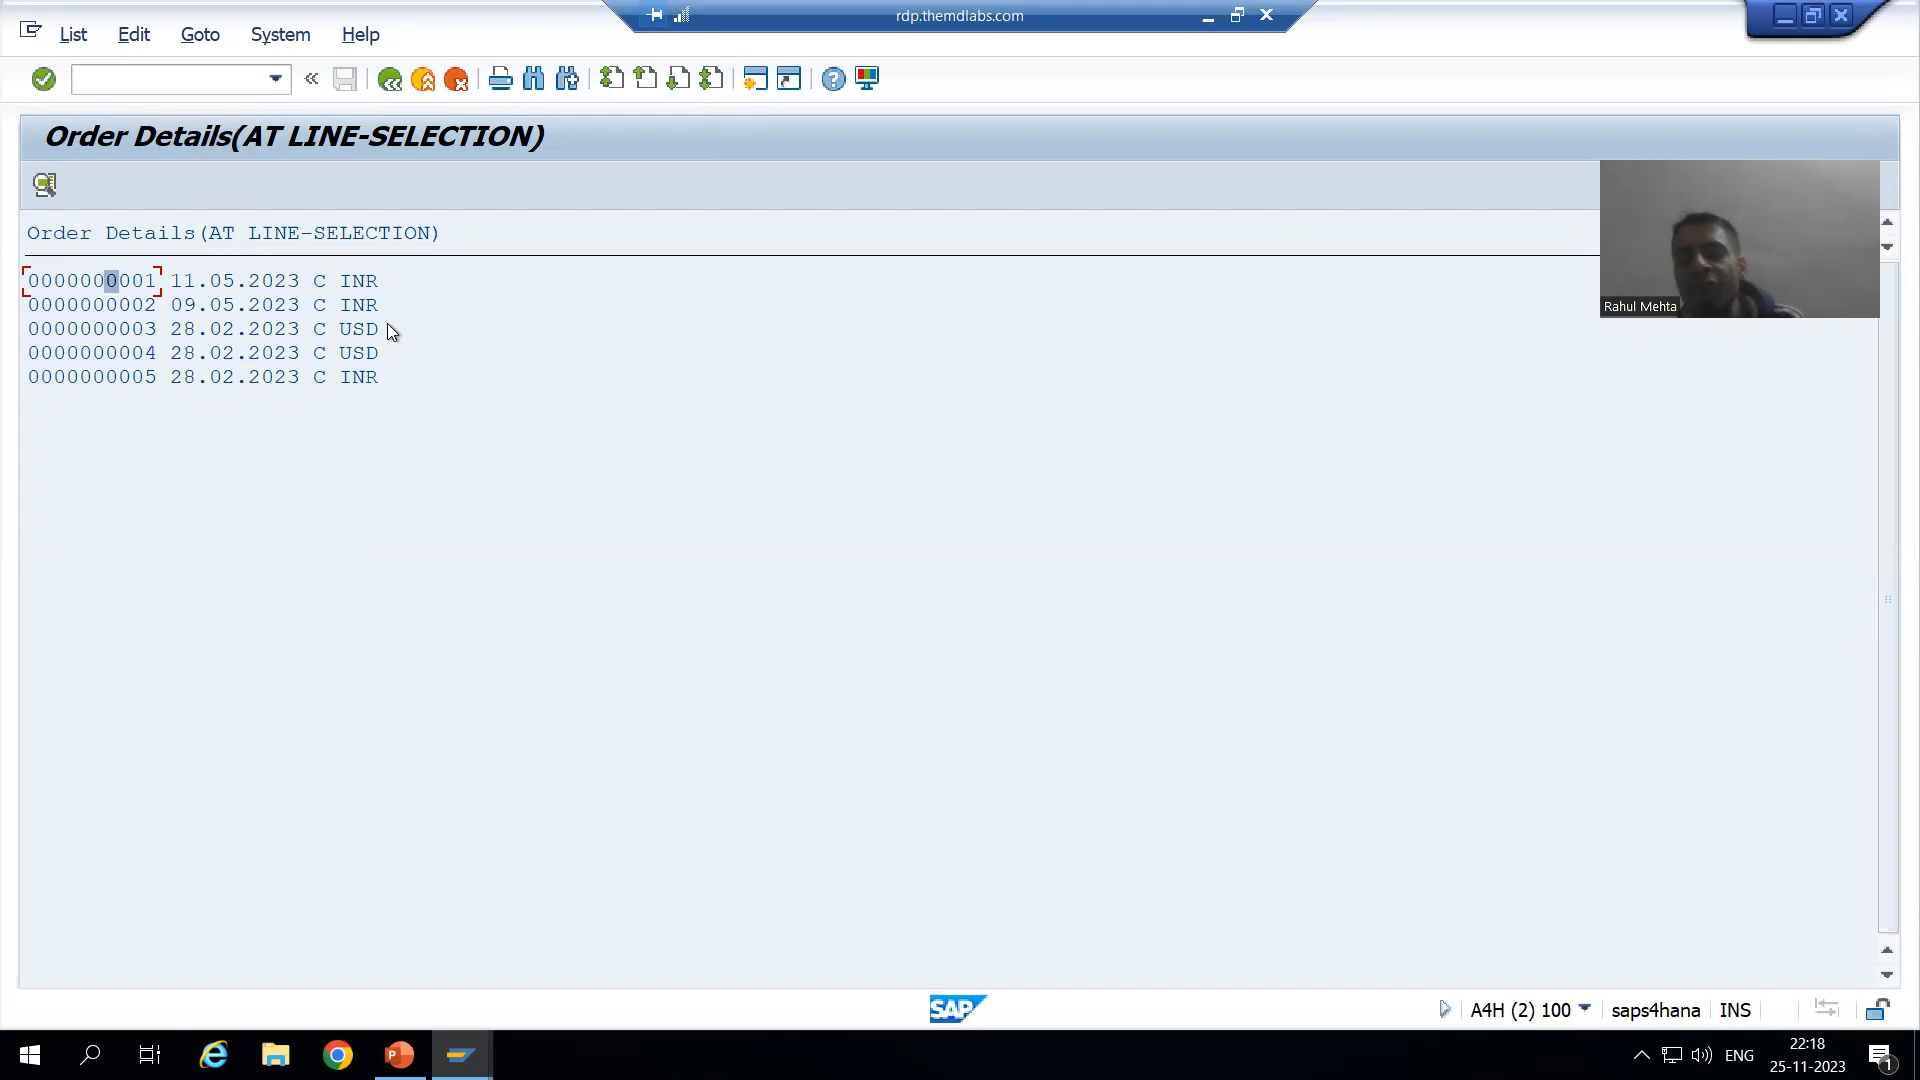 rdp.themdlabs.com
List Edit Goto System Help
Order Details(AT LINE-SELECTION)
Order Details(AT LINE-SELECTION)
0000000001 11.05.2023 C INR
0000000002 09.05.2023 C INR
0000000003 28.02.2023 C USD
0000000004 28.02.2023 C USD
0000000005 28.02.2023 C INR
Rahul Mehta
SAP
A4H (2) 100 saps4hana INS
ENG
22:18
25-11-2023
1